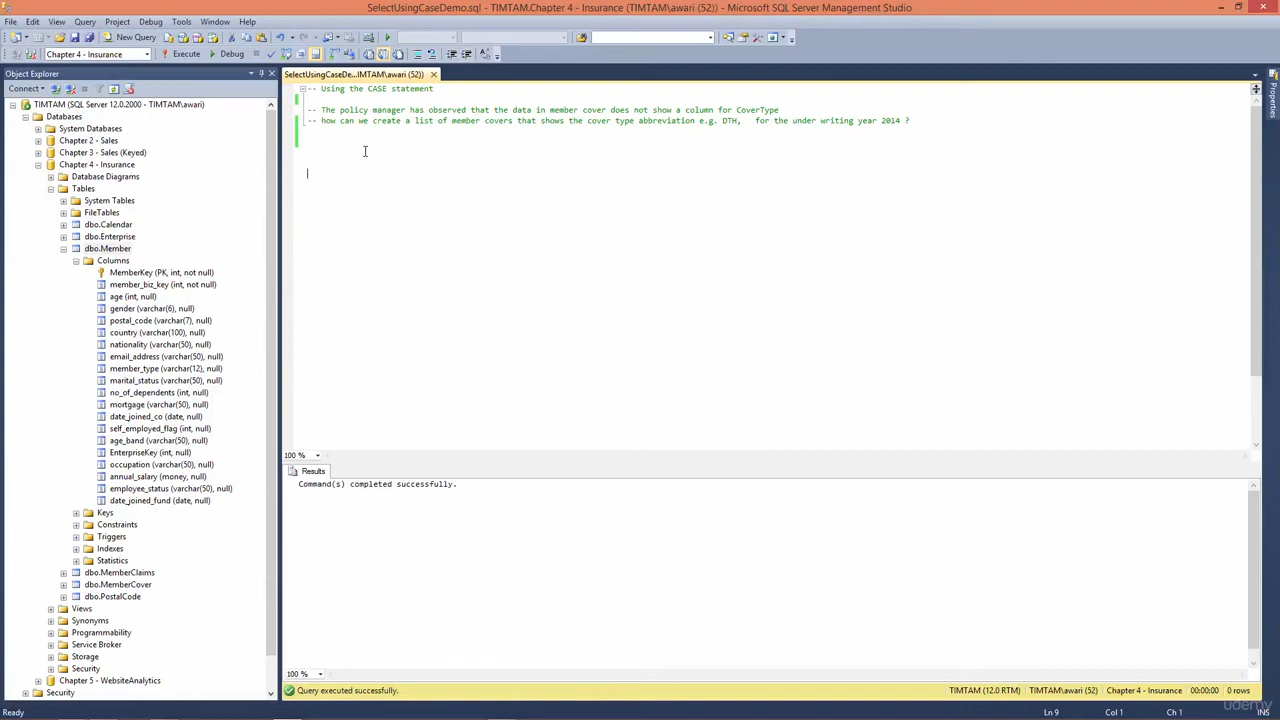 SelectUsingCaseDemo.sql - TIMTAM.Chapter 4 - Insurance (TIMTAM\awari (52)) - Microsoft SQL Server Management Studio
File Edit View Query Project Debug Tools Window Help
New Query
Chapter 4 - Insurance Execute Debug
Object Explorer
Connect
TIMTAM (SQL Server 12.0.2000 - TIMTAM\awari)
Databases
System Databases
Chapter 2 - Sales
Chapter 3 - Sales (Keyed)
Chapter 4 - Insurance
Database Diagrams
Tables
System Tables
FileTables
dbo.Calendar
dbo.Enterprise
dbo.Member
Columns
MemberKey (PK, int, not null)
member_biz_key (int, not null)
age (int, null)
gender (varchar(6), null)
postal_code (varchar(7), null)
country (varchar(100), null)
nationality (varchar(50), null)
email_address (varchar(50), null)
member_type (varchar(12), null)
marital_status (varchar(50), null)
no_of_dependents (int, null)
mortgage (varchar(50), null)
date_joined_co (date, null)
self_employed_flag (int, null)
age_band (varchar(50), null)
EnterpriseKey (int, null)
occupation (varchar(50), null)
annual_salary (money, null)
employee_status (varchar(50), null)
date_joined_fund (date, null)
Keys
Constraints
Triggers
Indexes
Statistics
dbo.MemberClaims
dbo.MemberCover
dbo.PostalCode
Views
Synonyms
Programmability
Service Broker
Storage
Security
Chapter 5 - WebsiteAnalytics
Security
SelectUsingCaseDe...IMTAM\awari (52))
-- Using the CASE statement
-- The policy manager has observed that the data in member cover does not show a column for CoverType
-- how can we create a list of member covers that shows the cover type abbreviation e.g. DTH, for the under writing year 2014 ?
100 %
Results
Command(s) completed successfully.
100 %
Query executed successfully. TIMTAM (12.0 RTM) TIMTAM\awari (52) Chapter 4 - Insurance 00:00:00 0 rows
udemy
Ln 9 Col 1 Ch 1 INS